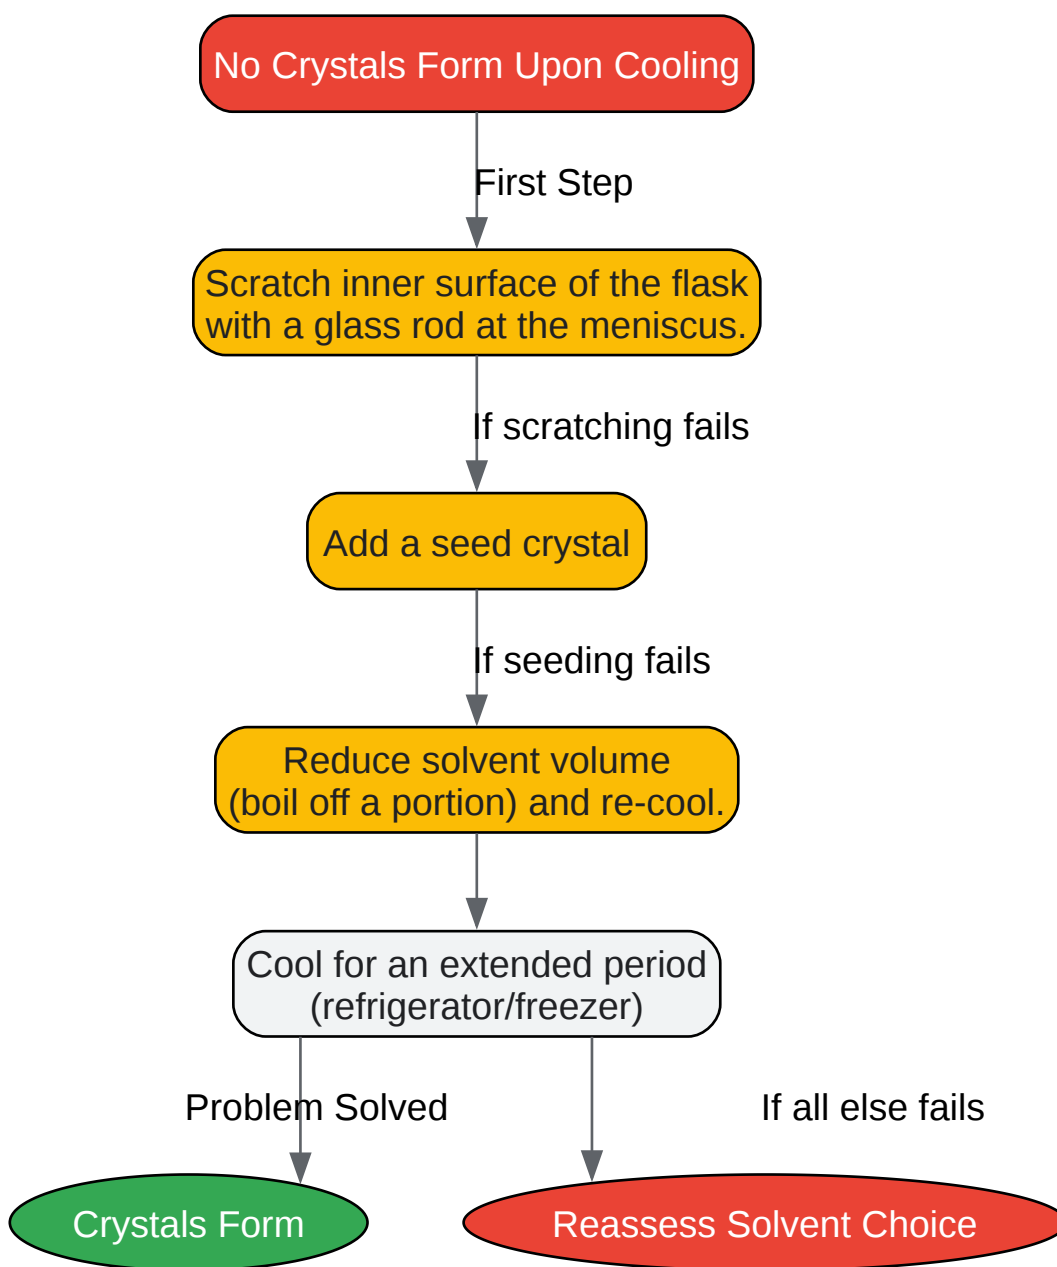 No Crystals Form Upon Cooling
First Step
Scratch inner surface of the flask
with a glass rod at the meniscus.
If scratching fails
Add a seed crystal
If seeding fails
Reduce solvent volume
(boil off a portion) and re-cool.
Cool for an extended period
(refrigerator/freezer)
Problem Solved
If all else fails
Crystals Form
Reassess Solvent Choice